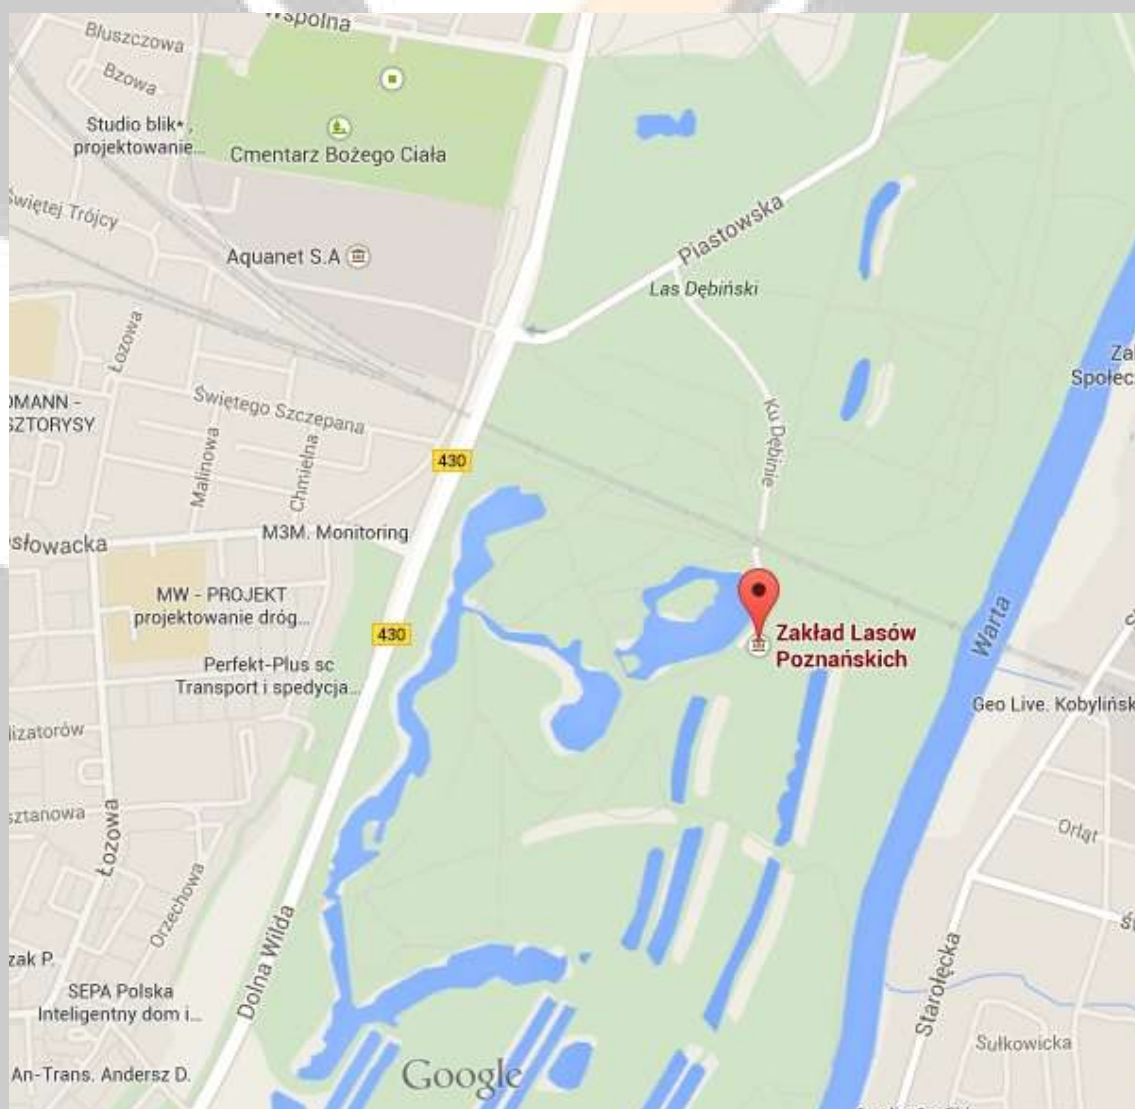 Wspólna
Bluszczowa
Bzowa
Studio blik*,
projektowanie...
Cmentarz Bożego Ciała
Świętej Trójcy
Aquanet S.A
Piastowska
Las Dębiński
Łozowa
Za
Społec
OMANN -
SZTORYSY
Świętego Szczepana
Malinowa
Chmielna
Ku Dębinie
430
słowacka
M3M. Monitoring
MW - PROJEKT
projektowanie dróg...
430
Zakład Lasów
Poznańskich
Warta
Perfekt-Plus sc
Transport i spedycja...
Geo Live. Kobylińsk
lizatorów
sztanowa
Łozowa
Orląt
Orzechowa
Dolna Wilda
zak P.
SEPA Polska
Inteligentny dom i...
Starołęcka
Sułkowicka
An-Trans. Andersz D.
Google